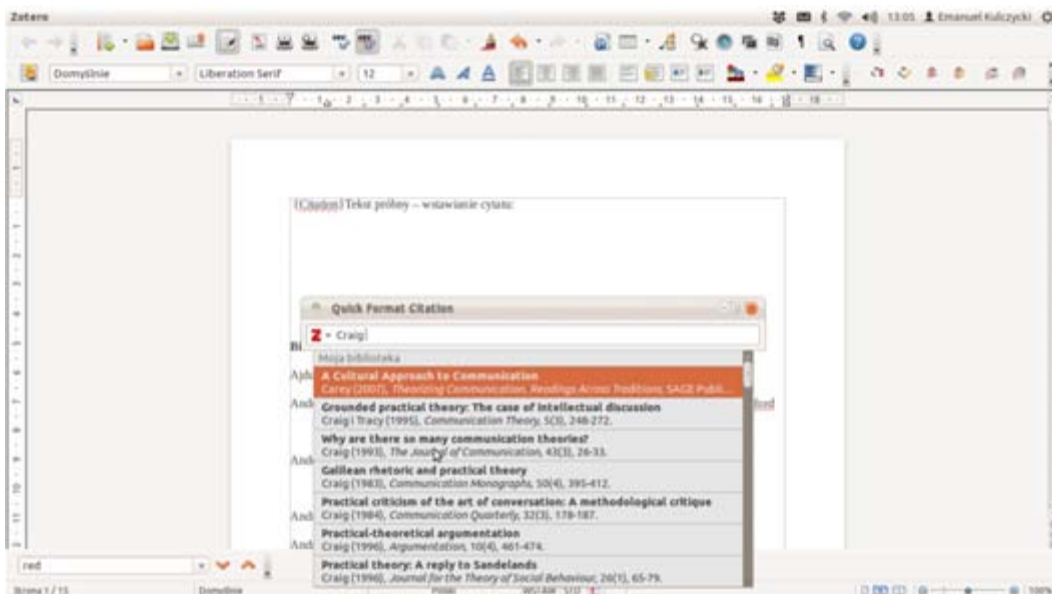 Zotero
13:05 Emanuel Kulczycki
Domyślnie Liberation Serif 12
{Citation}Tekst próbny – wstawianie cytatu:
Quick Format Citation
Z Craig
Moja biblioteka
A Cultural Approach to Communication
Carey (2007), Theorizing Communication. Readings Across Traditions, SAGE Publi...
Grounded practical theory: The case of intellectual discussion
Craig i Tracy (1995), Communication Theory, 5(3), 248-272.
Why are there so many communication theories?
Craig (1993), The Journal of Communication, 43(3), 26-33.
Galilean rhetoric and practical theory
Craig (1983), Communication Monographs, 50(4), 395-412.
Practical criticism of the art of conversation: A methodological critique
Craig (1984), Communication Quarterly, 32(3), 178-187.
Practical-theoretical argumentation
Craig (1996), Argumentation, 10(4), 461-474.
Practical theory: A reply to Sandelands
Craig (1996), Journal for the Theory of Social Behaviour, 26(1), 65-79.
red
Strona 1 / 15 Domyślnie Polski WSTAW STD 100%